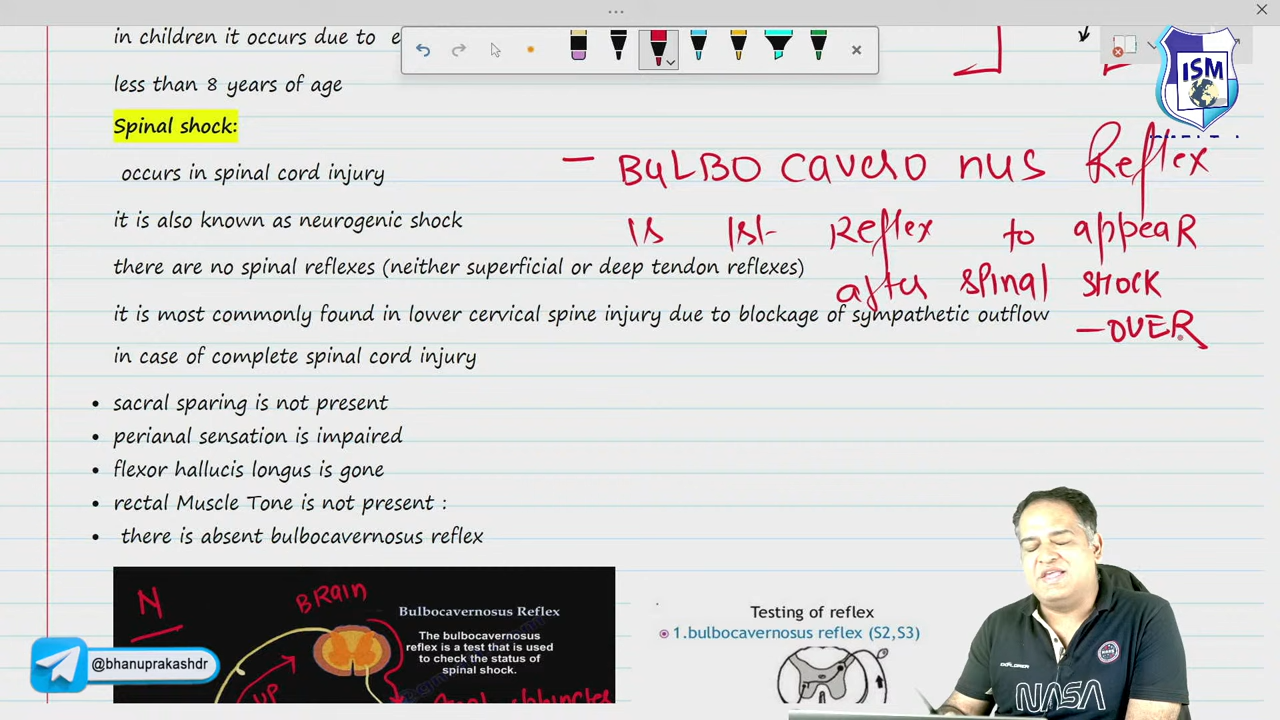 in children it occurs due to e
less than 8 years of age
ISM
Spinal shock:
– BULBO cavero nus Reflex
occurs in spinal cord injury
it is also known as neurogenic shock
is 1st Reflex to appeaR
there are no spinal reflexes (neither superficial or deep tendon reflexes)
after spinal shock
it is most commonly found in lower cervical spine injury due to blockage of sympathetic outflow
– OVER
in case of complete spinal cord injury
• sacral sparing is not present
• perianal sensation is impaired
• flexor hallucis longus is gone
• rectal Muscle Tone is not present :
• there is absent bulbocavernosus reflex
N
BRain
Bulbocavernosus Reflex
The bulbocavernosus
reflex is a test that is used
to check the status of
spinal shock.
UP
Testing of reflex
1.bulbocavernosus reflex (S2,S3)
@bhanuprakashdr
EXPLORER
NASA